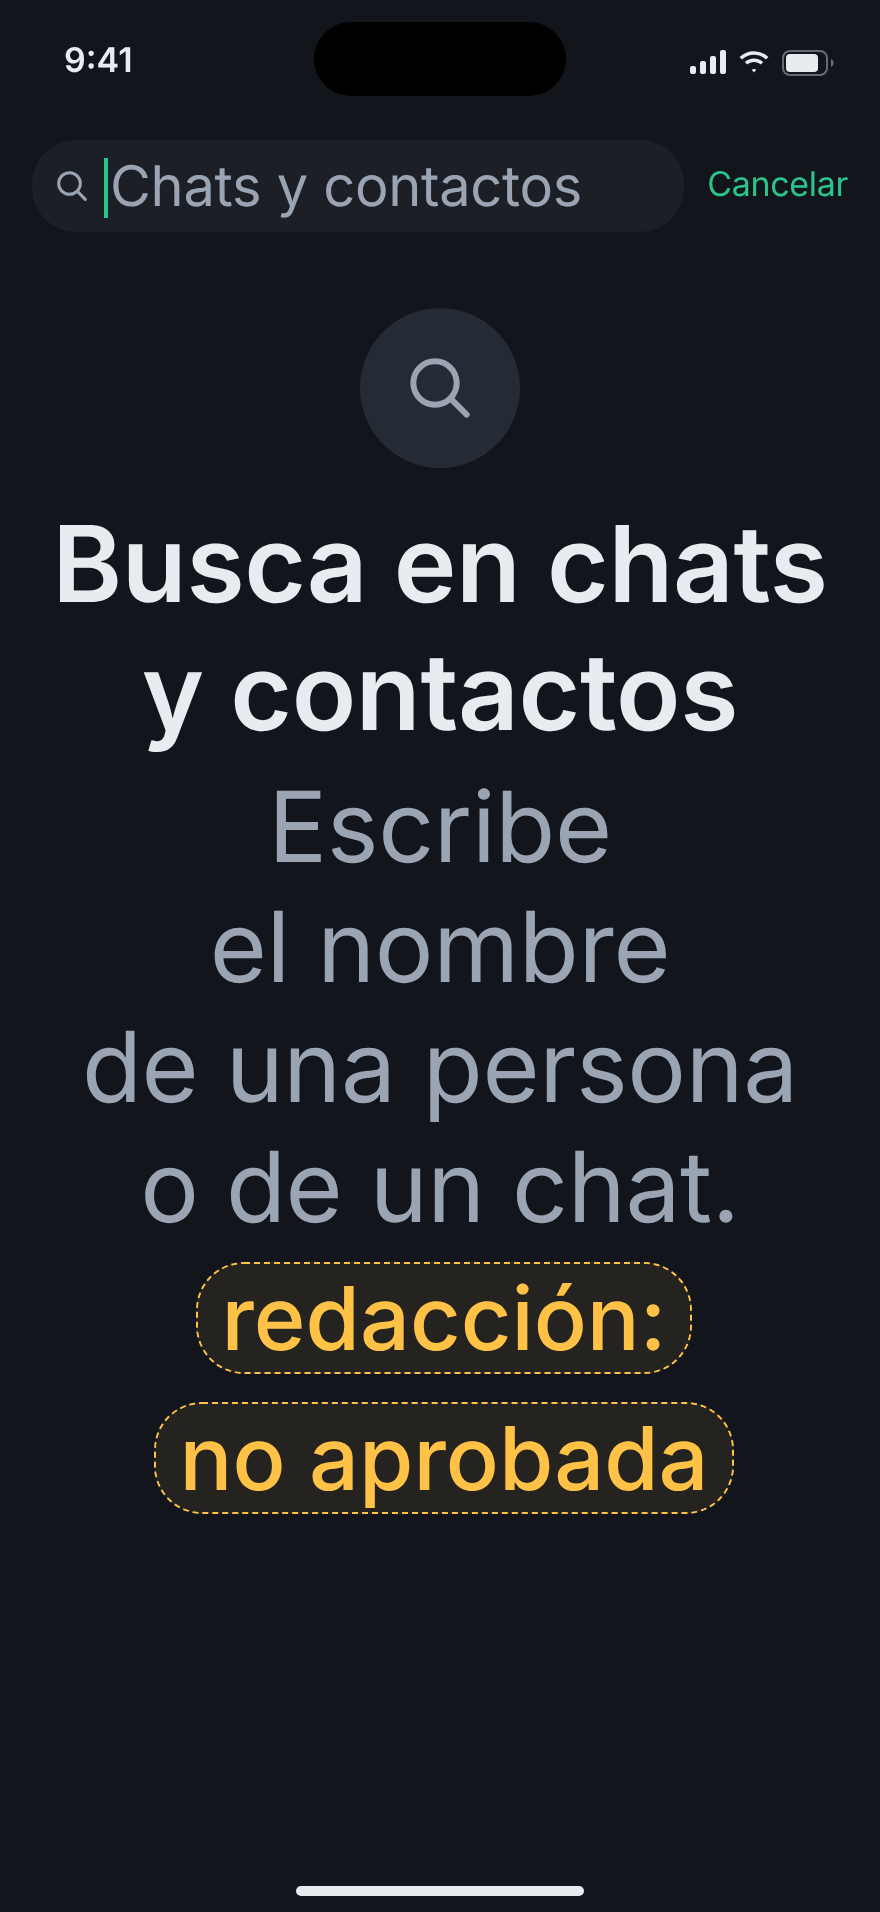 9:41
Chats y contactos
Cancelar
Busca en chats
y contactos
Escribe
el nombre
de una persona
o de un chat.
redacción:
no aprobada